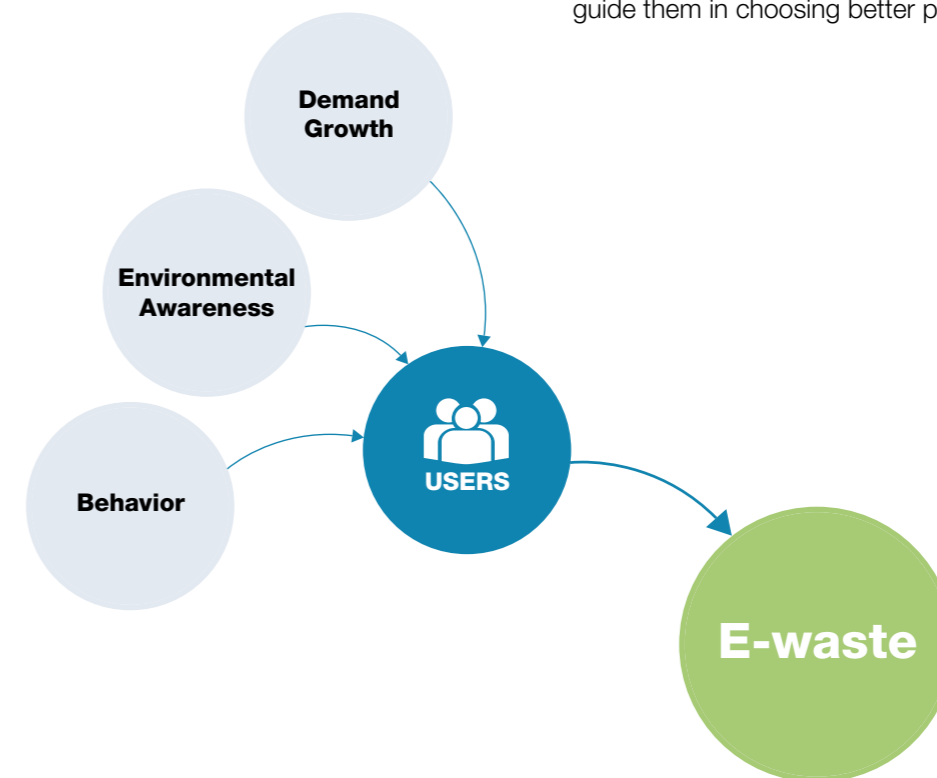 guide them in choosing better p
Demand
Growth
Environmental
Awareness
Behavior
USERS
E-waste